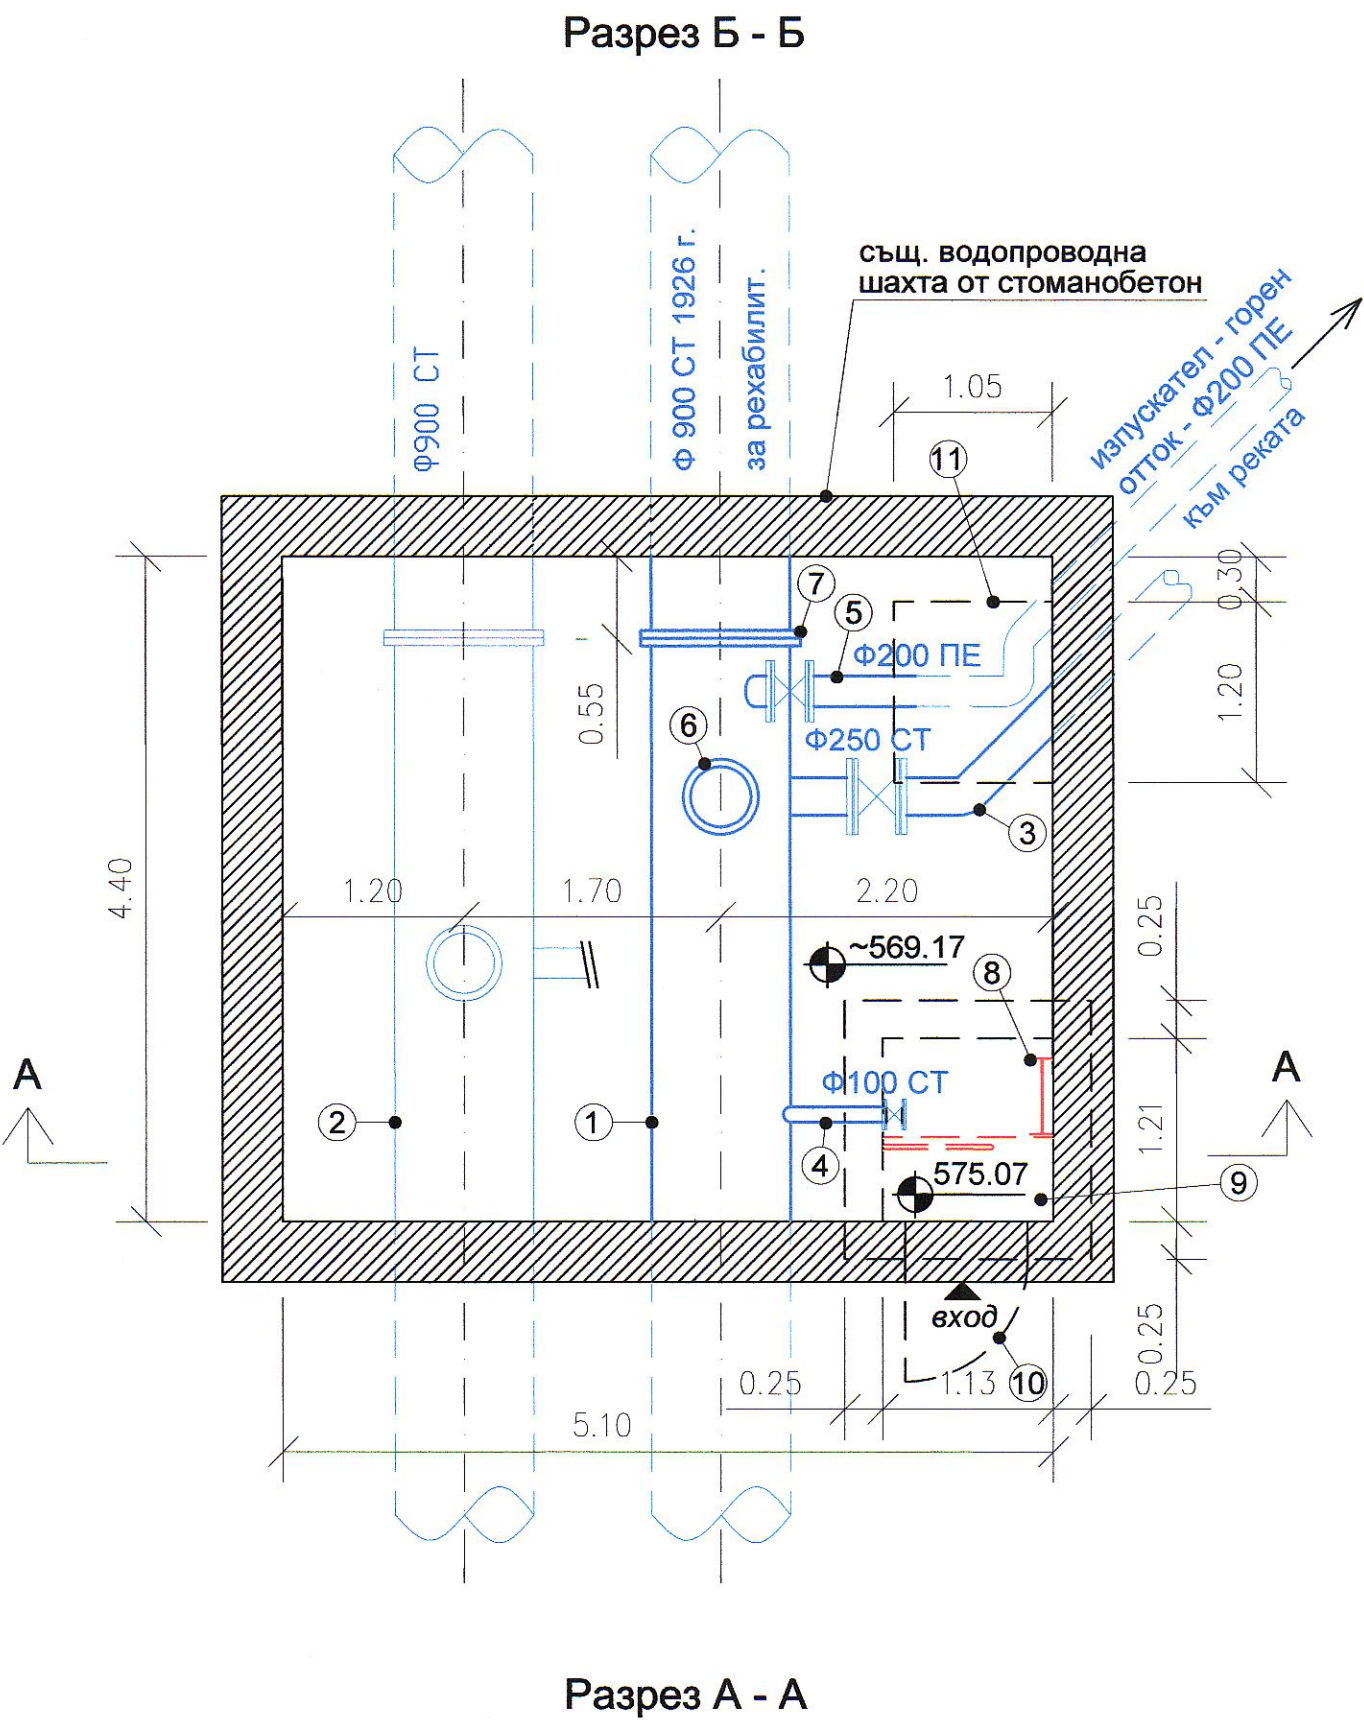 Разрез Б - Б
Ф900 СТ
Ф 900 СТ 1926 г.
за рехабилит.
същ. водопроводна
шахта от стоманобетон
изпускател - горен
отток - Ф200 ПЕ
към реката
1.05
11
0.30
1.20
7
5
Ф200 ПЕ
0.55
6
Ф250 СТ
3
4.40
1.20
1.70
2.20
~569.17
0.25
8
А
А
Ф100 СТ
2
1
4
1.21
575.07
9
вход
10
0.25
0.25
1.13
0.25
5.10
Разрез А - А